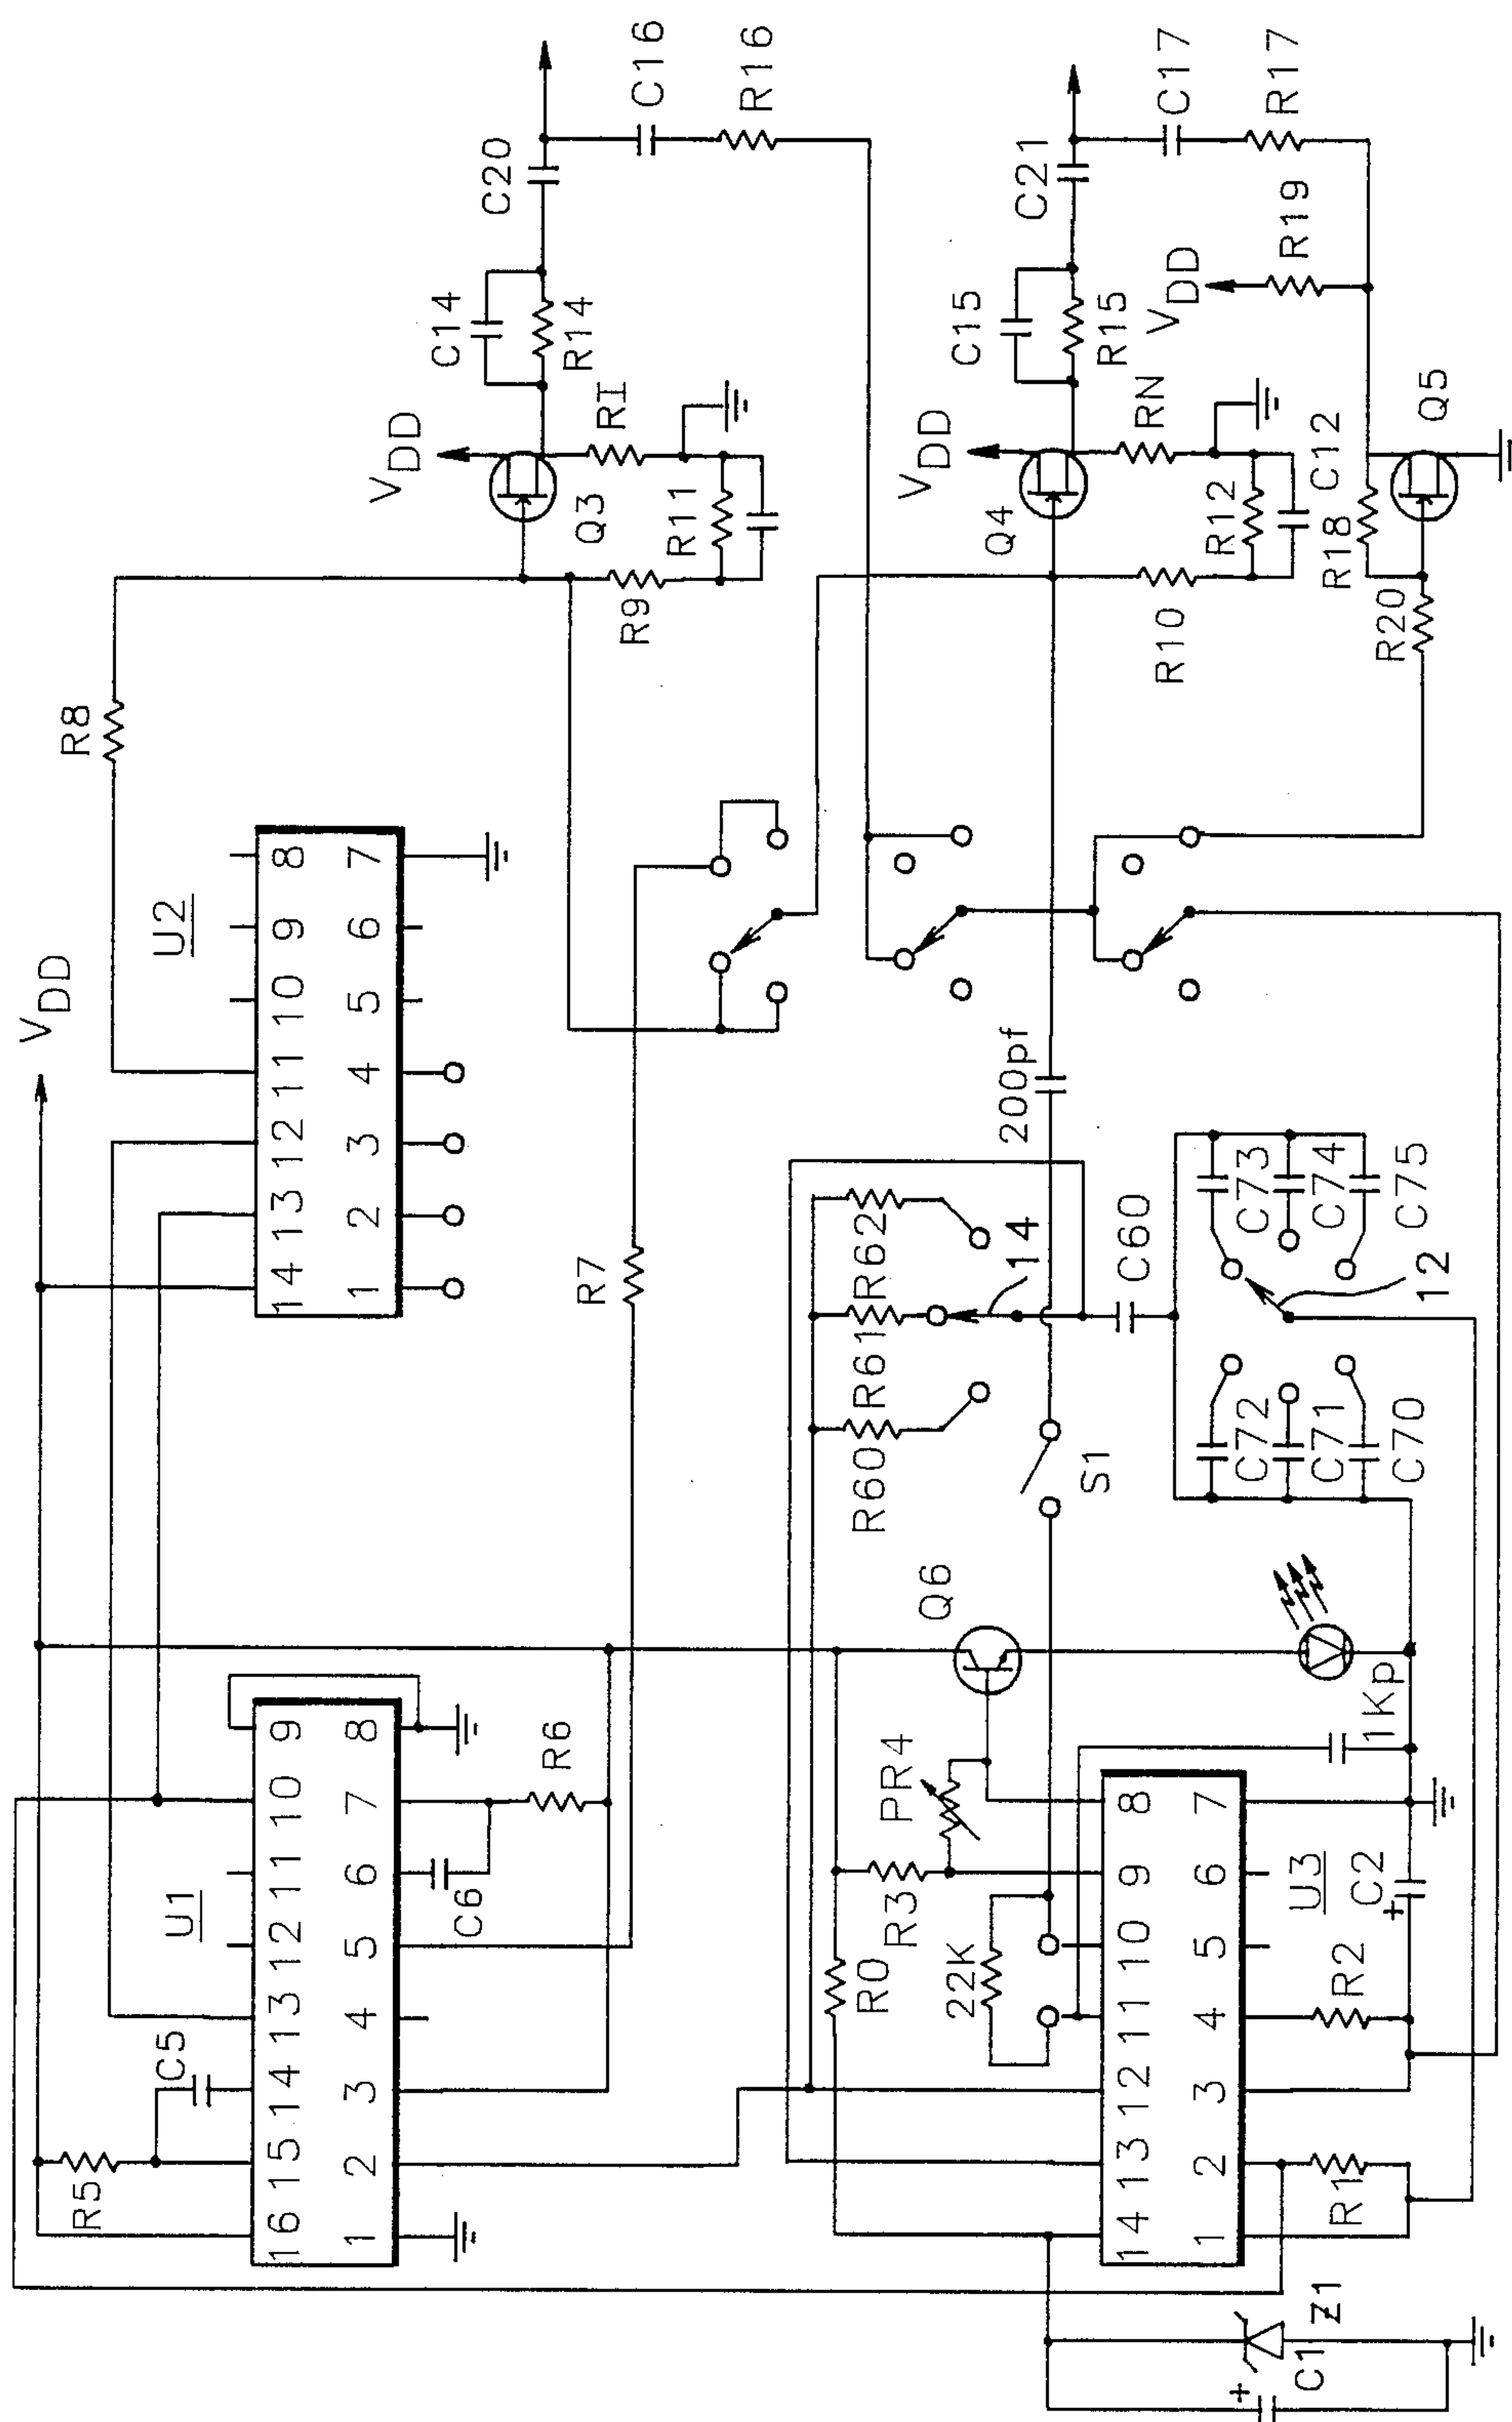 C16
R16
C17
R17
C20
C21
R19
C14
R14
VDD
C15
R15
VDD
RI
VDD
RN
Q5
Q3
R11
Q4
R12
C12
R18
R9
R10
R20
R8
U2
8 9 10 11 12 13 14
7 6 5 4 3 2 1
VDD
200pf
R7
R62
R61
R60
14
C60
C73
C74
C75
12
C72
C71
C70
S1
Q6
1Kp
U1
9 10 11 12 13 14 15 16
8 7 6 5 4 3 2 1
R6
C6
C5
R5
PR4
R3
R0
22K
U3
8 9 10 11 12 13 14
7 6 5 4 3 2 1
C2
+
R2
R1
Z1
C1
+